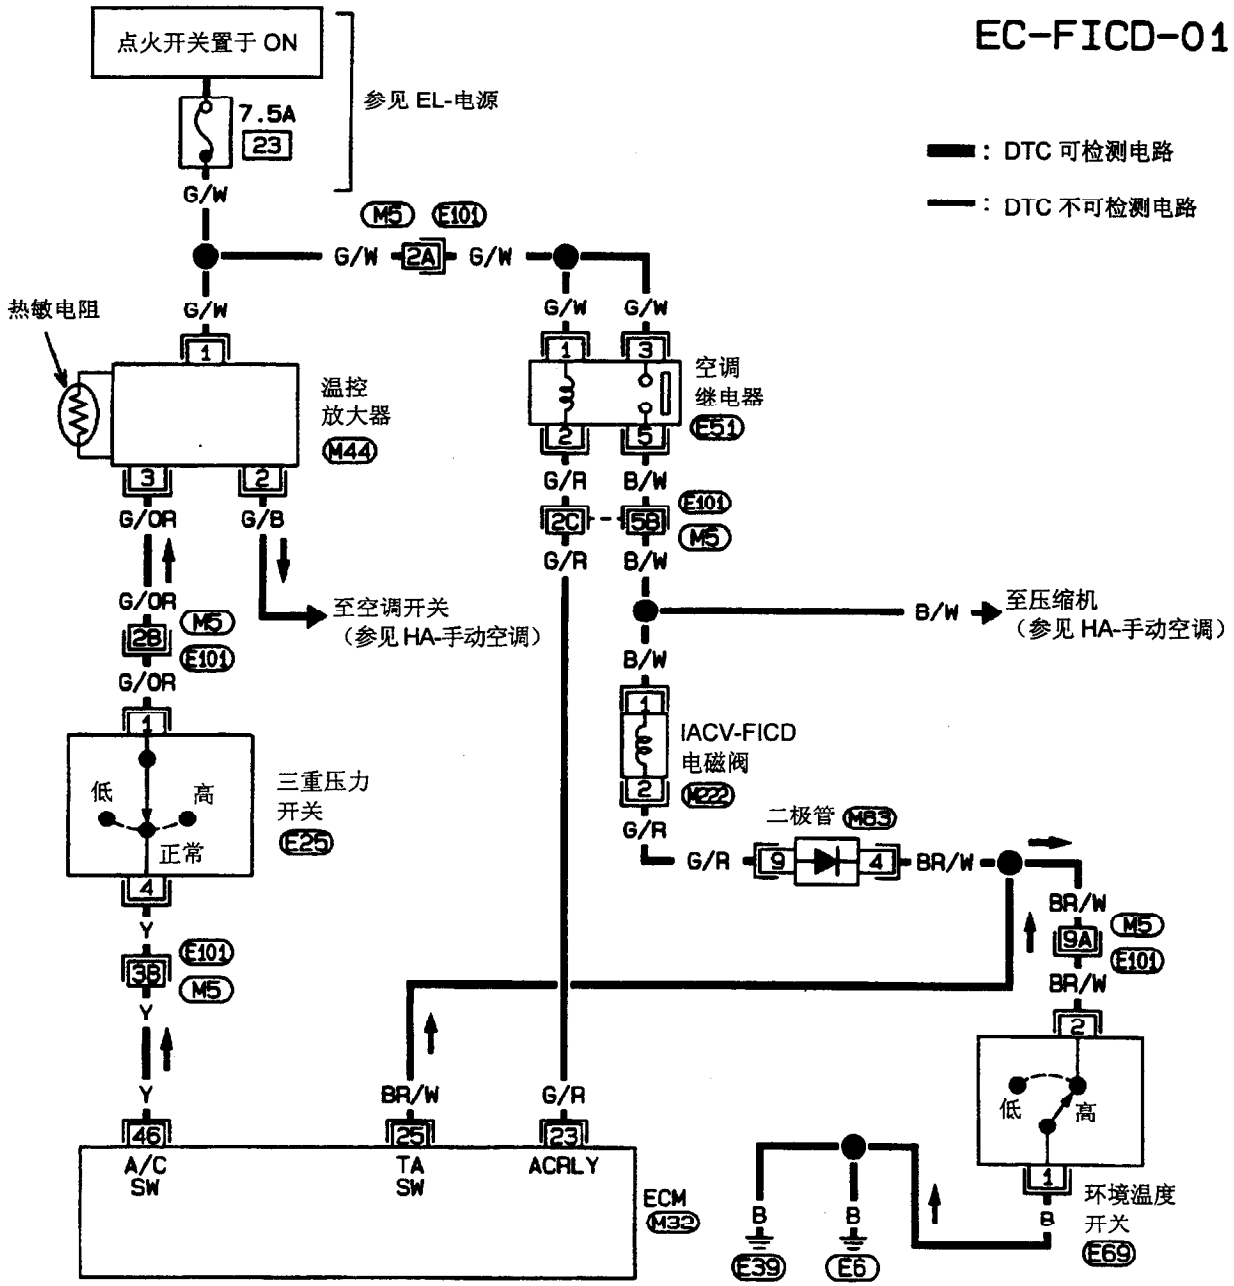 EC-FICD-01
点火开关置于 ON
参见 EL-电源
7.5A
23
: DTC 可检测电路
: DTC 不可检测电路
G/W
M5 E101
G/W 2A G/W
热敏电阻
G/W
G/W G/W
1
1 3
空调
继电器
E51
温控
放大器
M44
2 5
3 2
G/R B/W
G/OR G/B
E101
2C 5B
M5
G/R B/W
G/OR
M5
2B
E101
G/OR
至空调开关
(参见 HA-手动空调)
B/W
至压缩机
(参见 HA-手动空调)
B/W
1
1
IACV-FICD
电磁阀
M222
2
低 高
正常
三重压力
开关
E25
G/R
二极管 M63
G/R 9 4 BR/W
4
Y
E101
3B
M5
Y
BR/W
M5
9A
E101
BR/W
2
低 高
Y BR/W G/R
46 25 23
A/C
SW
TA
SW
ACRLY
ECM
M32
1
环境温度
开关
E69
B B B
E39 E6